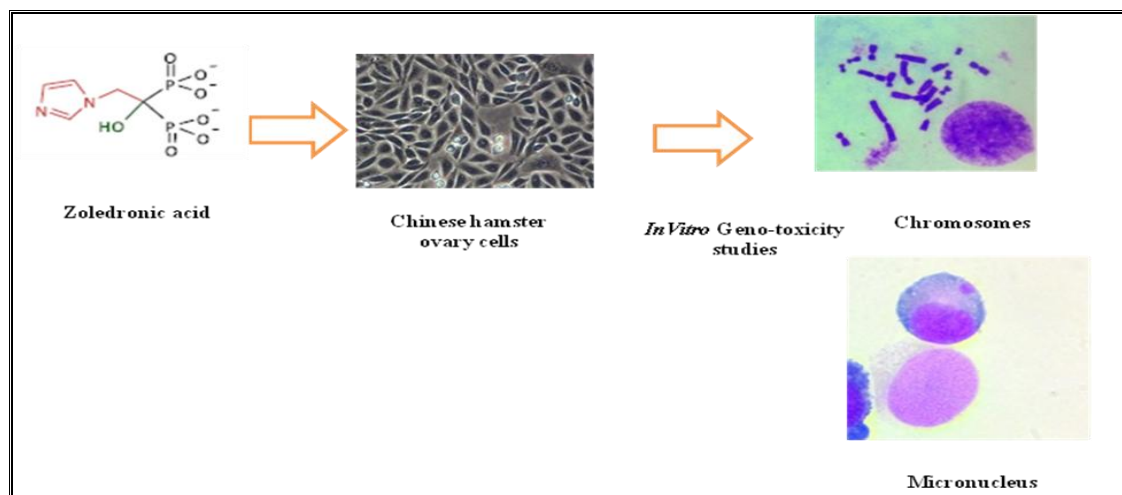 O O
P O⁻
O⁻
N N
HO P O⁻
O⁻
O
Zoledronic acid
Chinese hamster
ovary cells
InVitro Geno-toxicity
studies
Chromosomes
Micronucleus